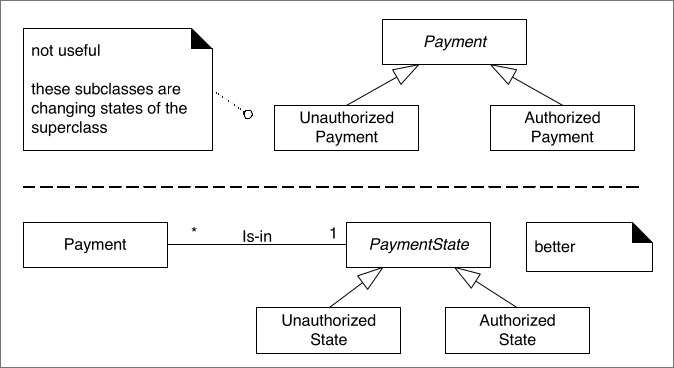 not useful
these subclasses are
changing states of the
superclass
Payment
Unauthorized
Payment
Authorized
Payment
Payment
*
Is-in
1
PaymentState
better
Unauthorized
State
Authorized
State